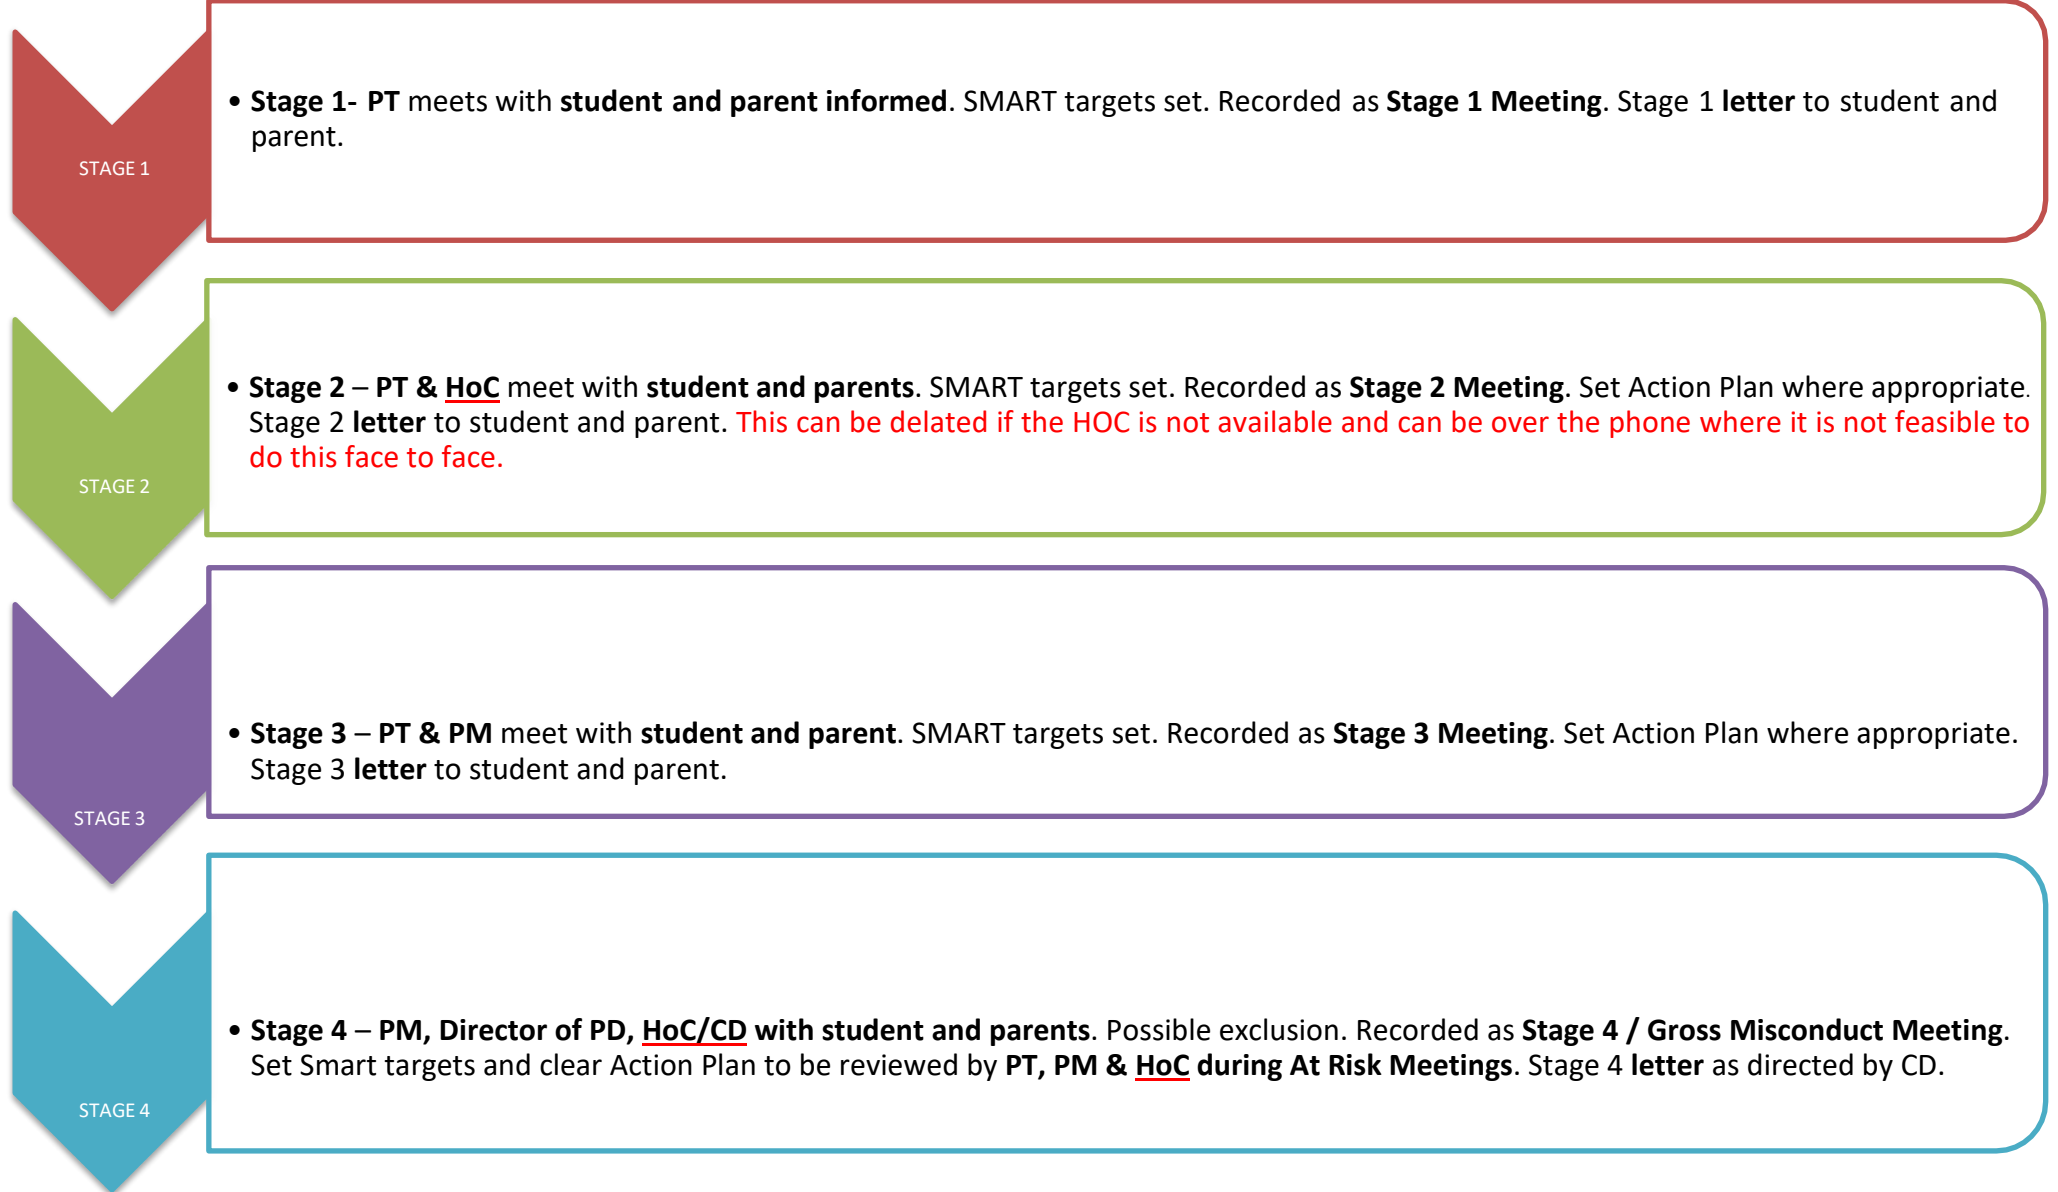 STAGE 1
• Stage 1- PT meets with student and parent informed. SMART targets set. Recorded as Stage 1 Meeting. Stage 1 letter to student and
parent.
STAGE 2
• Stage 2 – PT & HoC meet with student and parents. SMART targets set. Recorded as Stage 2 Meeting. Set Action Plan where appropriate.
Stage 2 letter to student and parent. This can be delated if the HOC is not available and can be over the phone where it is not feasible to
do this face to face.
STAGE 3
• Stage 3 – PT & PM meet with student and parent. SMART targets set. Recorded as Stage 3 Meeting. Set Action Plan where appropriate.
Stage 3 letter to student and parent.
STAGE 4
• Stage 4 – PM, Director of PD, HoC/CD with student and parents. Possible exclusion. Recorded as Stage 4 / Gross Misconduct Meeting.
Set Smart targets and clear Action Plan to be reviewed by PT, PM & HoC during At Risk Meetings. Stage 4 letter as directed by CD.